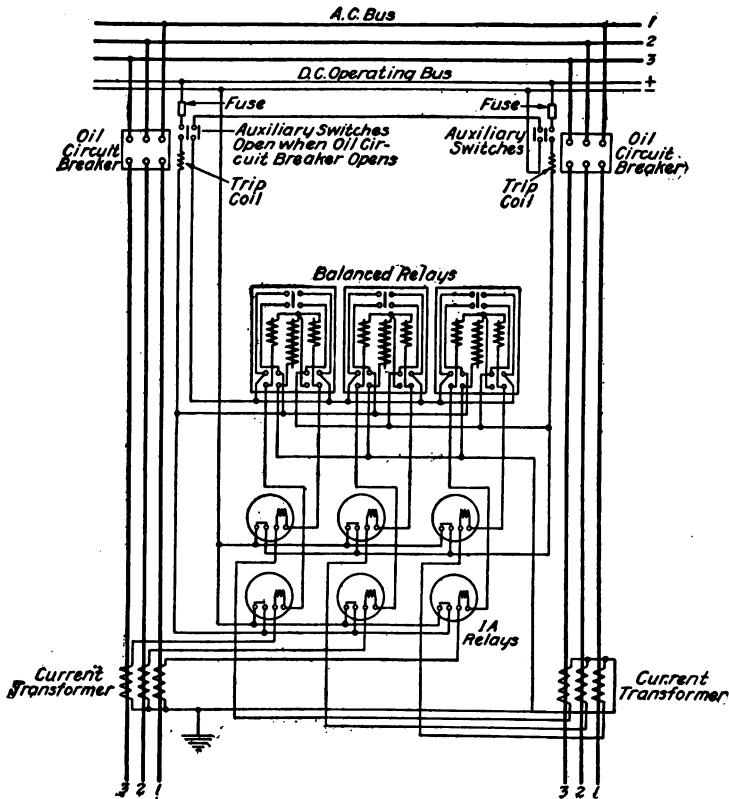 A.C. Bus
1
2
3
D.C. Operating Bus
+
−
Fuse
Fuse
Oil
Circuit
Breaker
Auxiliary Switches
Open when Oil Cir-
cuit Breaker Opens
Auxiliary
Switches
Oil
Circuit
Breaker
Trip
Coil
Trip
Coil
Balanced Relays
IA
Relays
Current
Transformer
Current
Transformer
3 2 1
3 2 1